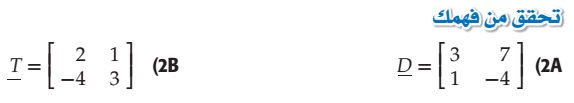 تحقق من فهمك
D = [ 3 7 (2A
1 -4 ]
T = [ 2 1 (2B
-4 3 ]